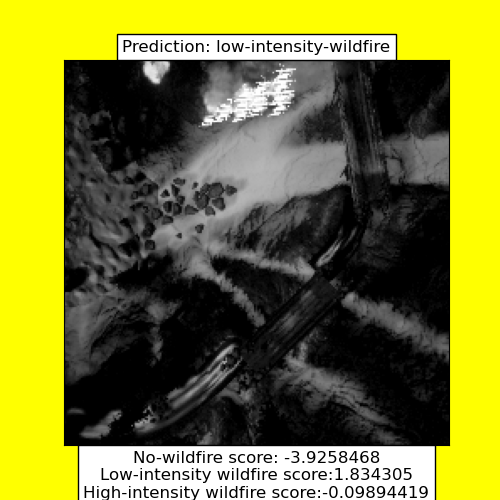 Prediction: low-intensity-wildfire
No-wildfire score: -3.9258468
Low-intensity wildfire score:1.834305
High-intensity wildfire score:-0.09894419